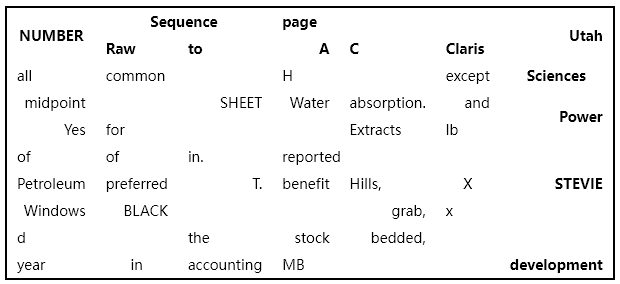 NUMBER Sequence page Utah
Raw to A C Claris
all common H except Sciences
midpoint SHEET Water absorption. and Power
Yes for Extracts lb
of of in. reported
Petroleum preferred T. benefit Hills, X STEVIE
Windows BLACK grab, x
d the stock bedded,
year in accounting MB development